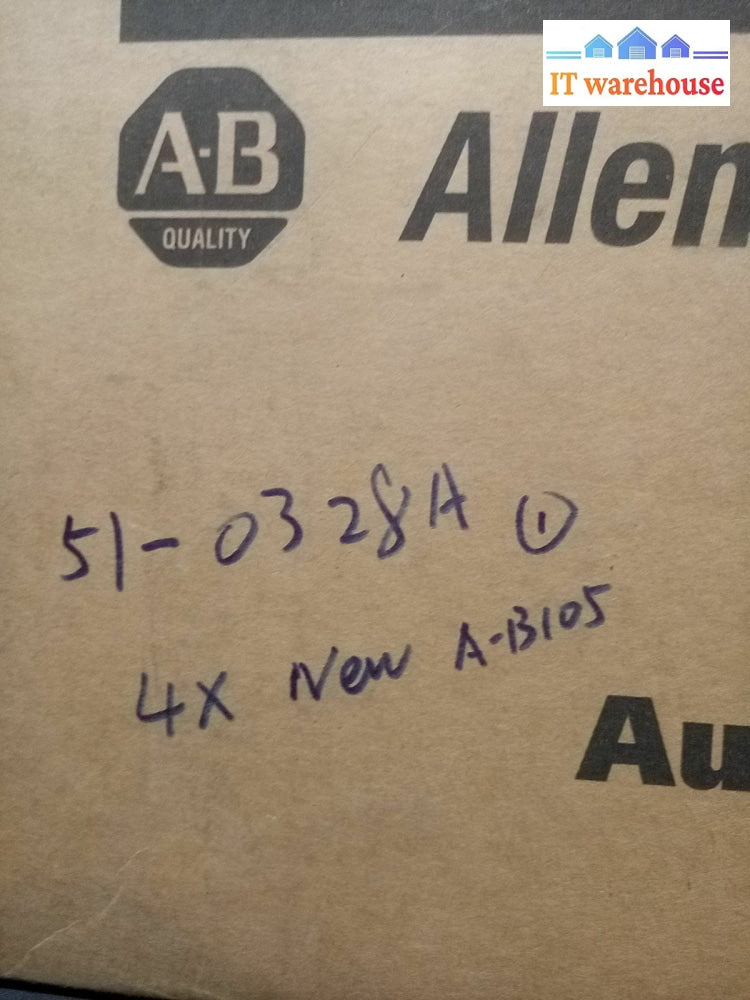 IT warehouse
A-B
QUALITY
Allen
51-0328A ①
4X New A-B105
Au